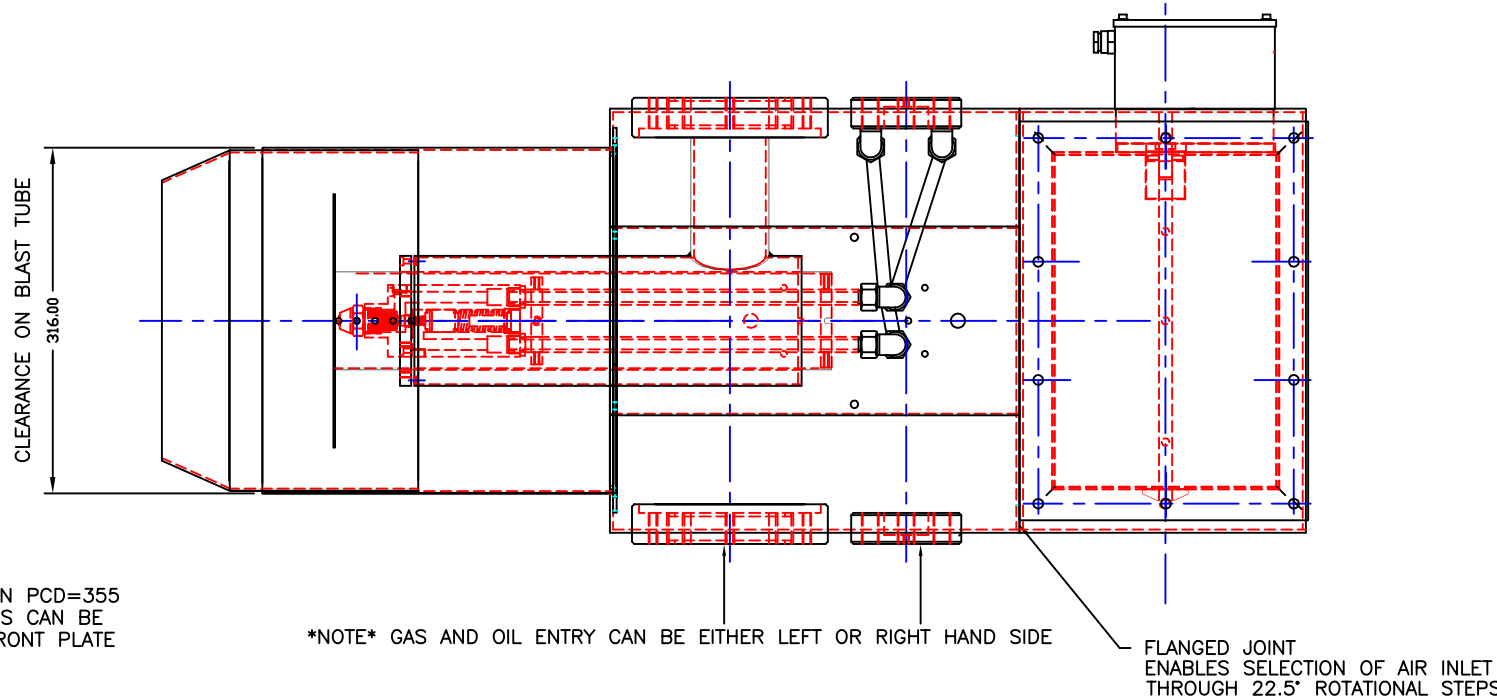 CLEARANCE ON BLAST TUBE
316.00
N PCD=355
S CAN BE
RONT PLATE
*NOTE* GAS AND OIL ENTRY CAN BE EITHER LEFT OR RIGHT HAND SIDE
FLANGED JOINT
ENABLES SELECTION OF AIR INLET
THROUGH 22.5° ROTATIONAL STEPS